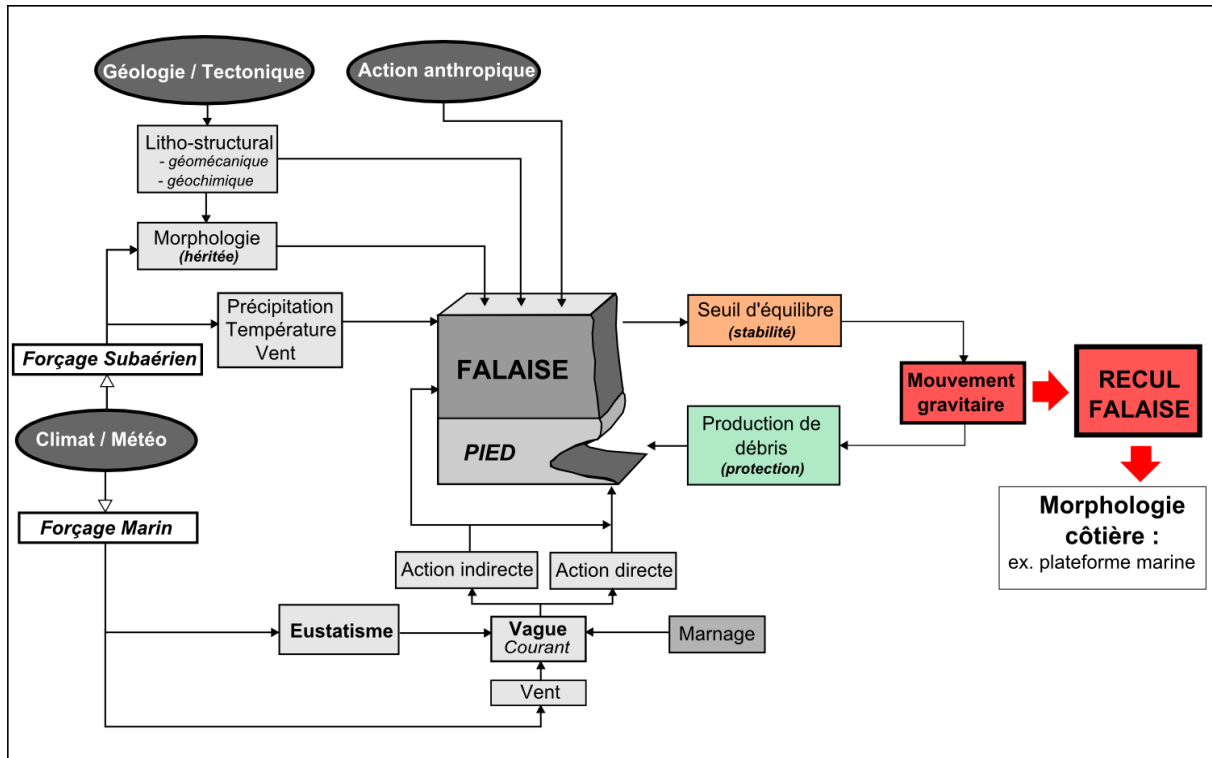 Géologie / Tectonique
Action anthropique
Litho-structural
- géomécanique
- géochimique
Morphologie
(héritée)
Précipitation
Température
Vent
Forçage Subaérien
Climat / Météo
Forçage Marin
FALAISE
PIED
Seuil d'équilibre
(stabilité)
Mouvement
gravitaire
RECUL
FALAISE
Production de
débris
(protection)
Morphologie
côtière :
ex. plateforme marine
Action indirecte
Action directe
Eustatisme
Vague
Courant
Marnage
Vent